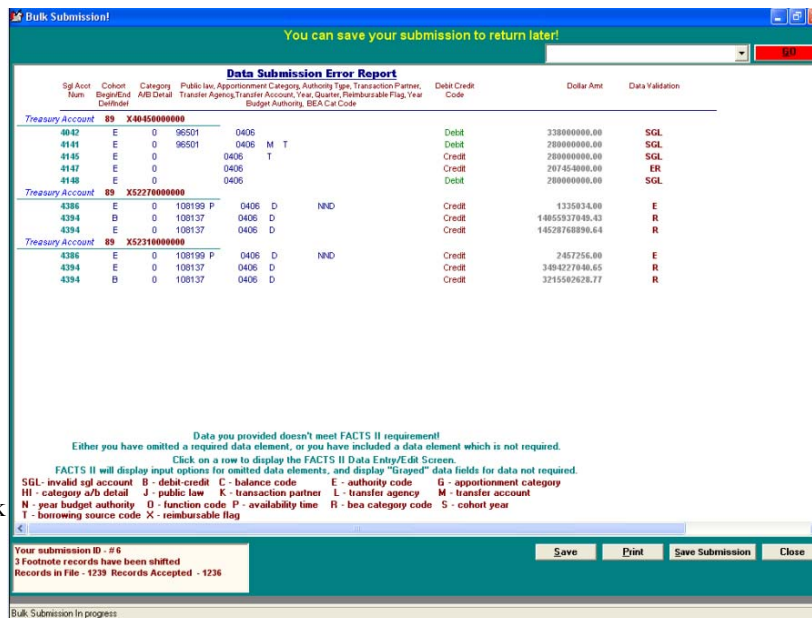 Bulk Submission!
You can save your submission to return later!
GO
Data Submission Error Report
Sgl Acct Num
Cohort Begin/End Def/Indef
Category A/B Detail
Public law, Apportionment Category, Authority Type, Transaction Partner, Transfer Agency, Transfer Account, Year, Quarter, Reimbursable Flag, Year Budget Authority, BEA Cat Code
Debit Credit Code
Dollar Amt
Data Validation
Treasury Account 89 X40450000000
4042 E 0 96501 0406 Debit 338000000.00 SGL
4141 E 0 96501 0406 M T Debit 280000000.00 SGL
4145 E 0 0406 T Credit 280000000.00 SGL
4147 E 0 0406 Credit 207454000.00 ER
4148 E 0 0406 Debit 280000000.00 SGL
Treasury Account 89 X52270000000
4386 E 0 108199 P 0406 D NND Credit 1335034.00 E
4394 B 0 108137 0406 D Credit 14055937049.43 R
4394 E 0 108137 0406 D Credit 14528768890.64 R
Treasury Account 89 X52310000000
4386 E 0 108199 P 0406 D NND Credit 2457256.00 E
4394 E 0 108137 0406 D Credit 3494227040.65 R
4394 B 0 108137 0406 D Credit 3215502628.77 R
Data you provided doesn't meet FACTS II requirement!
Either you have omitted a required data element, or you have included a data element which is not required.
Click on a row to display the FACTS II Data Entry/Edit Screen.
FACTS II will display input options for omitted data elements, and display "Grayed" data fields for data not required.
SGL- invalid sgl account B - debit-credit C - balance code E - authority code G - apportionment category
HI - category a/b detail J - public law K - transaction partner L - transfer agency M - transfer account
N - year budget authority O - function code P - availability time R - bea category code S - cohort year
T - borrowing source code X - reimbursable flag
Your submission ID - # 6
3 Footnote records have been shifted
Records in File - 1239 Records Accepted - 1236
Save Print Save Submission Close
Bulk Submission In progress